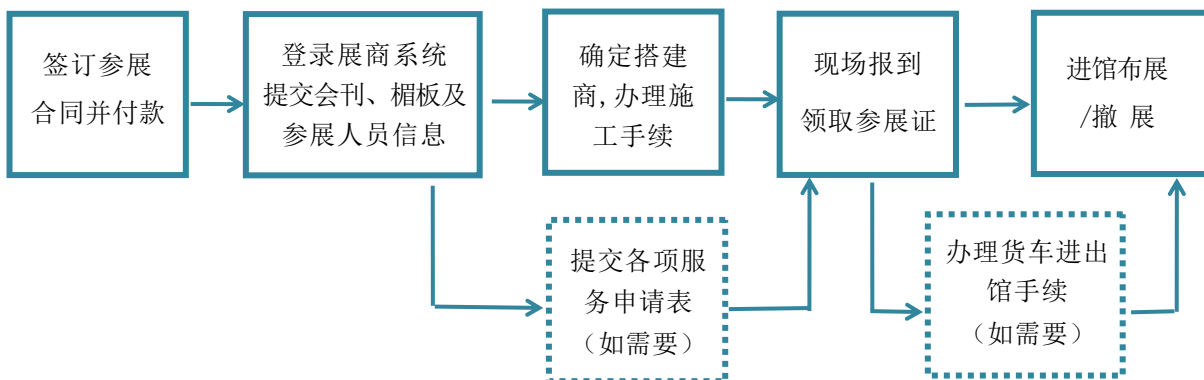 签订参展
合同并付款
登录展商系统
提交会刊、楣板及
参展人员信息
确定搭建
商,办理施
工手续
现场报到
领取参展证
进馆布展
/撤 展
提交各项服
务申请表
（如需要）
办理货车进出
馆手续
（如需要）